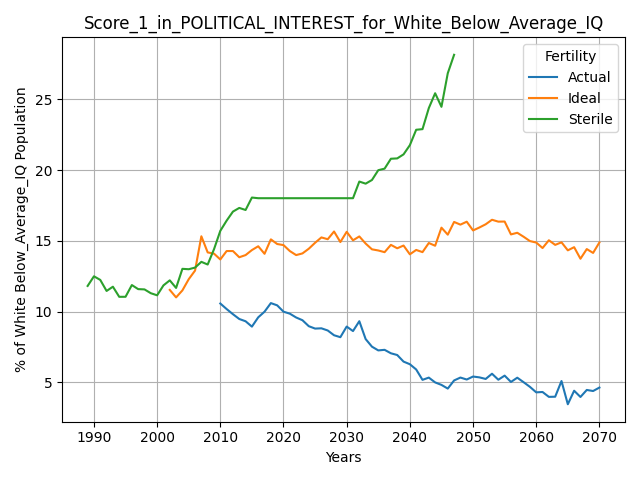 Score_1_in_POLITICAL_INTEREST_for_White_Below_Average_IQ
% of White Below_Average_IQ Population
25
20
15
10
5
Fertility
Actual
Ideal
Sterile
1990 2000 2010 2020 2030 2040 2050 2060 2070
Years